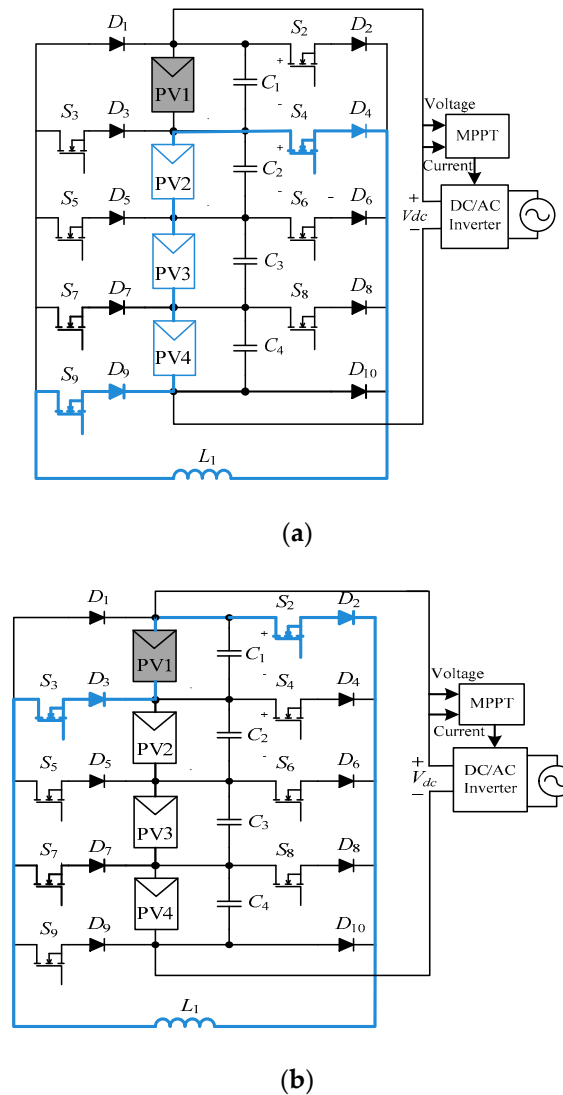 D1 D2
S2
+
PV1 C1
-
S3 D3 S4 D4
+
Voltage
MPPT
Current
PV2 C2
- -
S5 D5 S6 D6
+
Vdc
−
DC/AC
Inverter
PV3 C3
S7 D7 S8 D8
PV4 C4
S9 D9 D10
L1
(a)
D1 S2 D2
+
PV1 C1
-
S3 D3 S4 D4
+
Voltage
MPPT
Current
PV2 C2
-
S5 D5 S6 D6
+
Vdc
−
DC/AC
Inverter
PV3 C3
S7 D7 S8 D8
PV4 C4
S9 D9 D10
L1
(b)